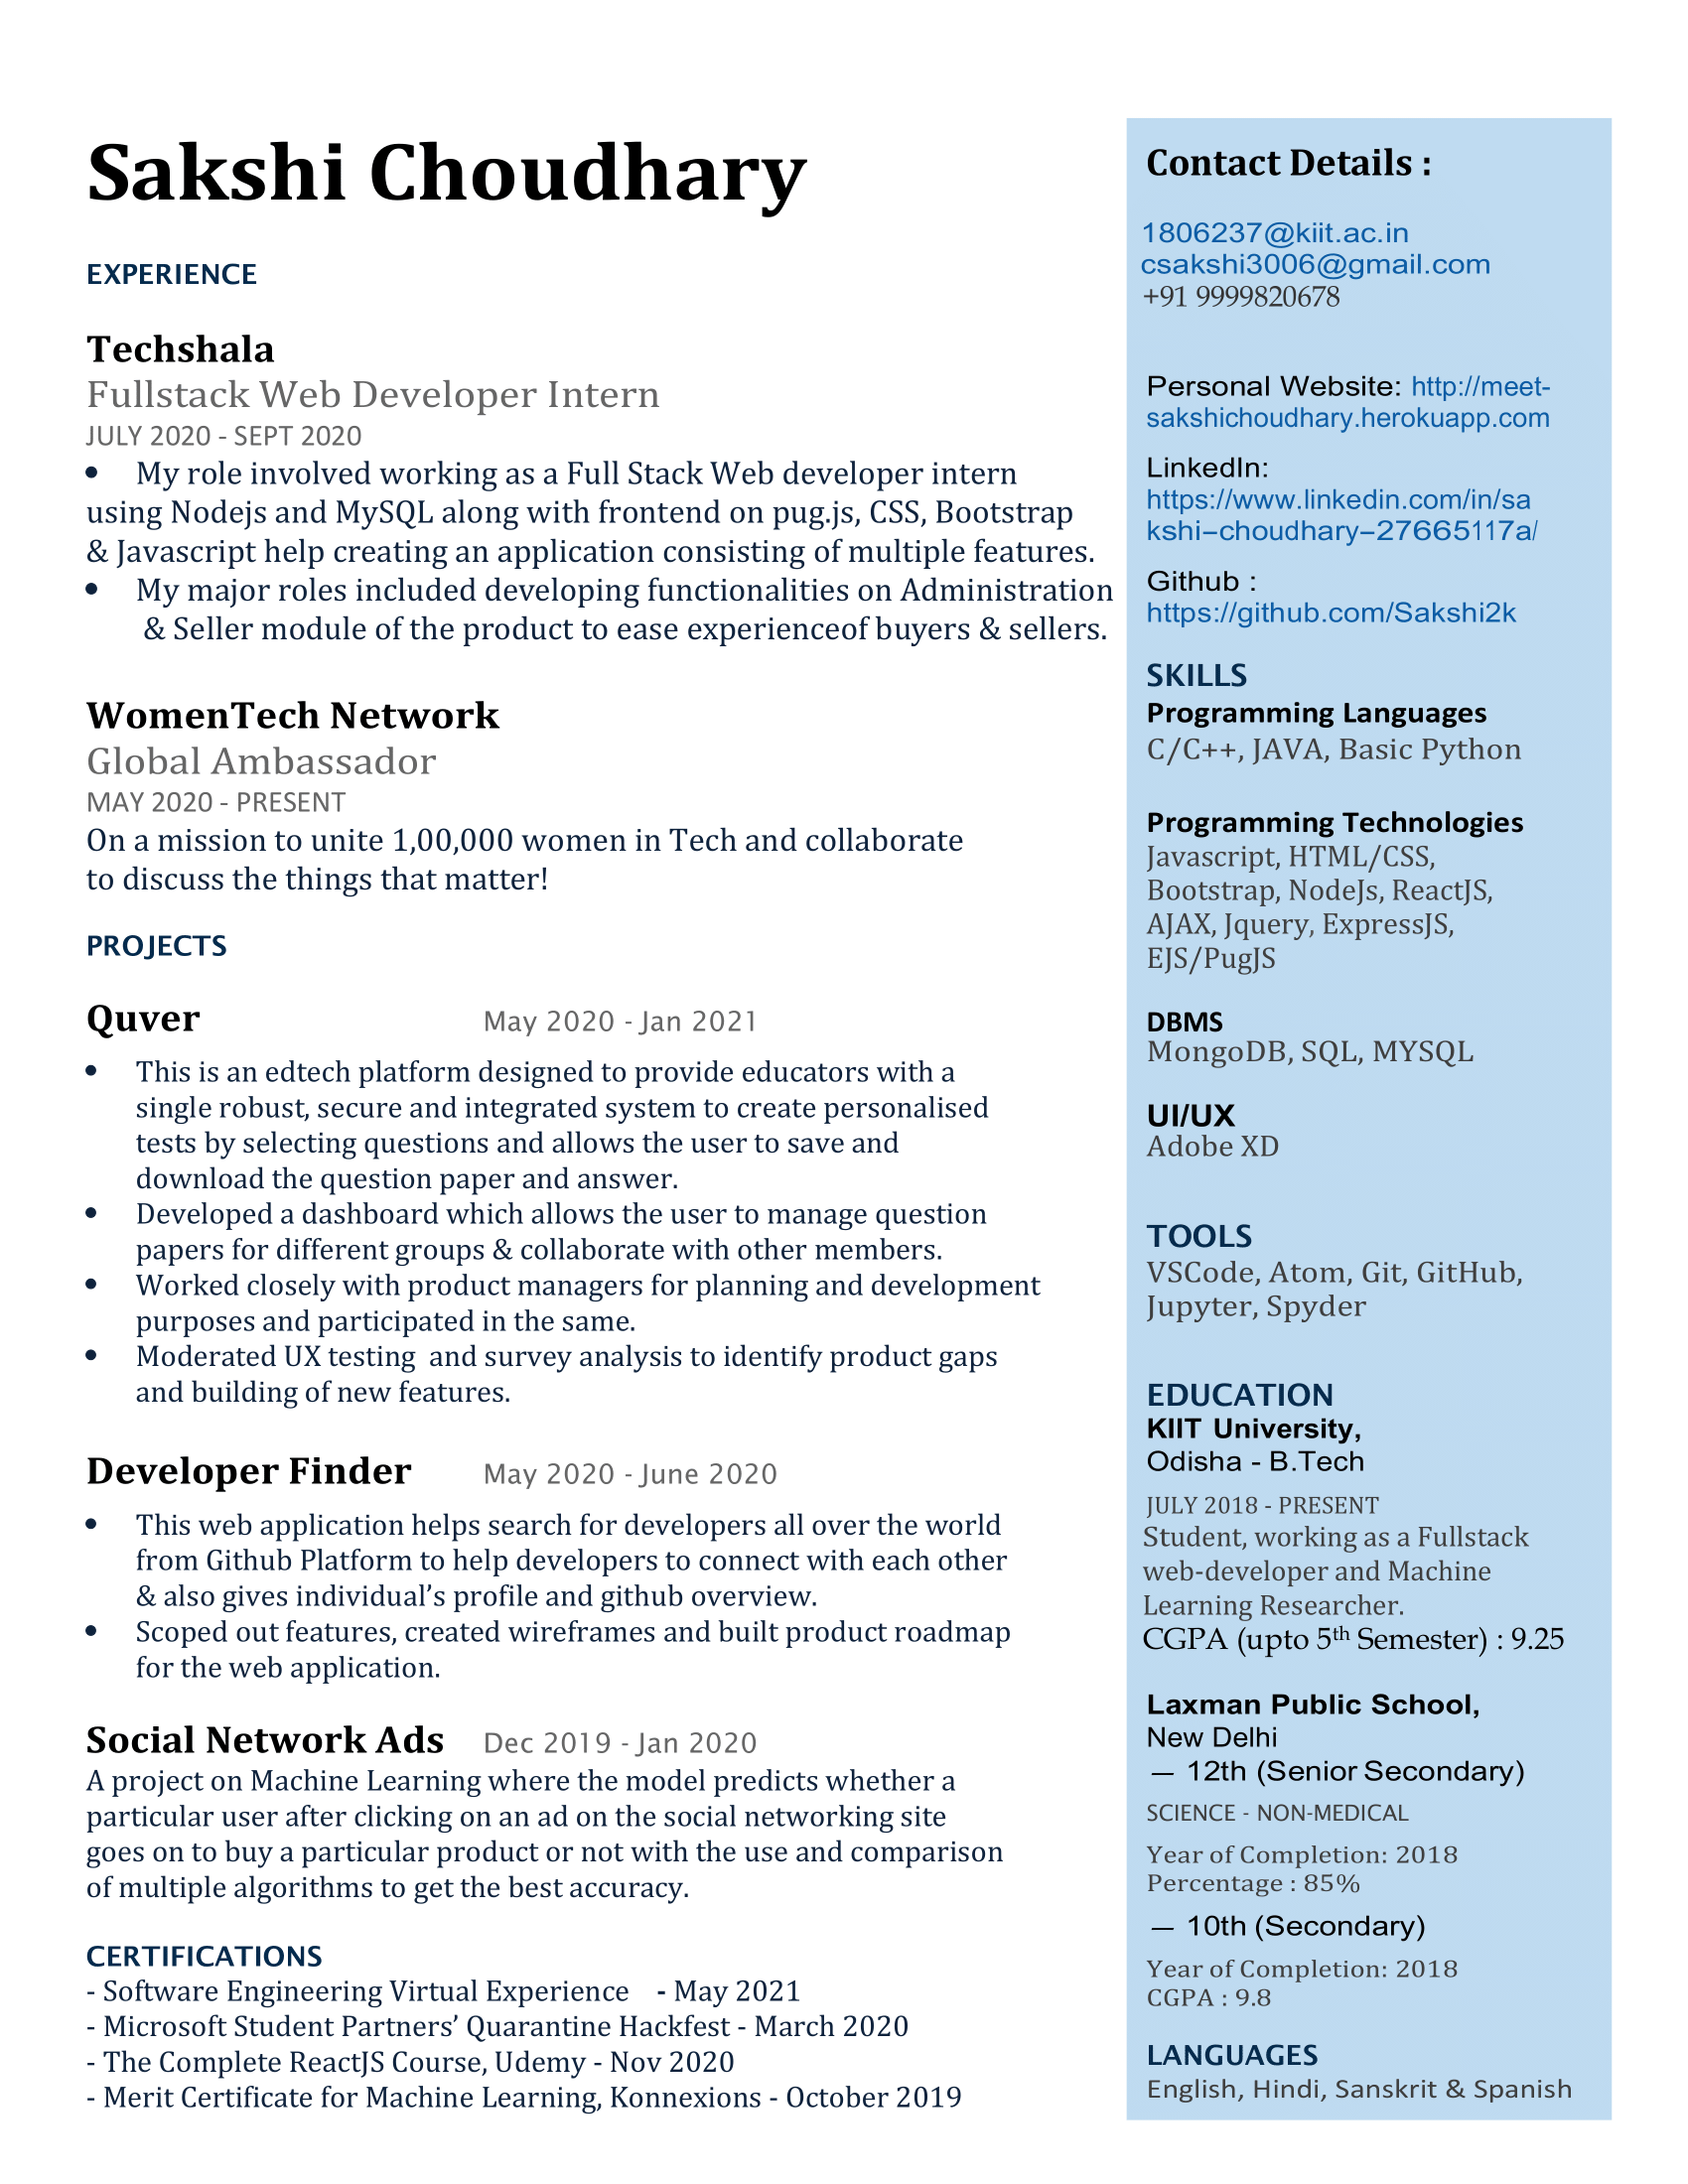 Sakshi Choudhary
EXPERIENCE
Techshala
Fullstack Web Developer Intern
JULY 2020 - SEPT 2020
• My role involved working as a Full Stack Web developer intern
using Nodejs and MySQL along with frontend on pug.js, CSS, Bootstrap
& Javascript help creating an application consisting of multiple features.
• My major roles included developing functionalities on Administration
& Seller module of the product to ease experienceof buyers & sellers.
WomenTech Network
Global Ambassador
MAY 2020 - PRESENT
On a mission to unite 1,00,000 women in Tech and collaborate
to discuss the things that matter!
PROJECTS
Quver May 2020 - Jan 2021
• This is an edtech platform designed to provide educators with a
single robust, secure and integrated system to create personalised
tests by selecting questions and allows the user to save and
download the question paper and answer.
• Developed a dashboard which allows the user to manage question
papers for different groups & collaborate with other members.
• Worked closely with product managers for planning and development
purposes and participated in the same.
• Moderated UX testing and survey analysis to identify product gaps
and building of new features.
Developer Finder May 2020 - June 2020
• This web application helps search for developers all over the world
from Github Platform to help developers to connect with each other
& also gives individual’s profile and github overview.
• Scoped out features, created wireframes and built product roadmap
for the web application.
Social Network Ads Dec 2019 - Jan 2020
A project on Machine Learning where the model predicts whether a
particular user after clicking on an ad on the social networking site
goes on to buy a particular product or not with the use and comparison
of multiple algorithms to get the best accuracy.
CERTIFICATIONS
- Software Engineering Virtual Experience - May 2021
- Microsoft Student Partners’ Quarantine Hackfest - March 2020
- The Complete ReactJS Course, Udemy - Nov 2020
- Merit Certificate for Machine Learning, Konnexions - October 2019
Contact Details :
1806237@kiit.ac.in
csakshi3006@gmail.com
+91 9999820678
Personal Website: http://meet-
sakshichoudhary.herokuapp.com
LinkedIn:
https://www.linkedin.com/in/sa
kshi-choudhary-27665117a/
Github :
https://github.com/Sakshi2k
SKILLS
Programming Languages
C/C++, JAVA, Basic Python
Programming Technologies
Javascript, HTML/CSS,
Bootstrap, NodeJs, ReactJS,
AJAX, Jquery, ExpressJS,
EJS/PugJS
DBMS
MongoDB, SQL, MYSQL
UI/UX
Adobe XD
TOOLS
VSCode, Atom, Git, GitHub,
Jupyter, Spyder
EDUCATION
KIIT University,
Odisha - B.Tech
JULY 2018 - PRESENT
Student, working as a Fullstack
web-developer and Machine
Learning Researcher.
CGPA (upto 5th Semester) : 9.25
Laxman Public School,
New Delhi
— 12th (Senior Secondary)
SCIENCE - NON-MEDICAL
Year of Completion: 2018
Percentage : 85%
— 10th (Secondary)
Year of Completion: 2018
CGPA : 9.8
LANGUAGES
English, Hindi, Sanskrit & Spanish